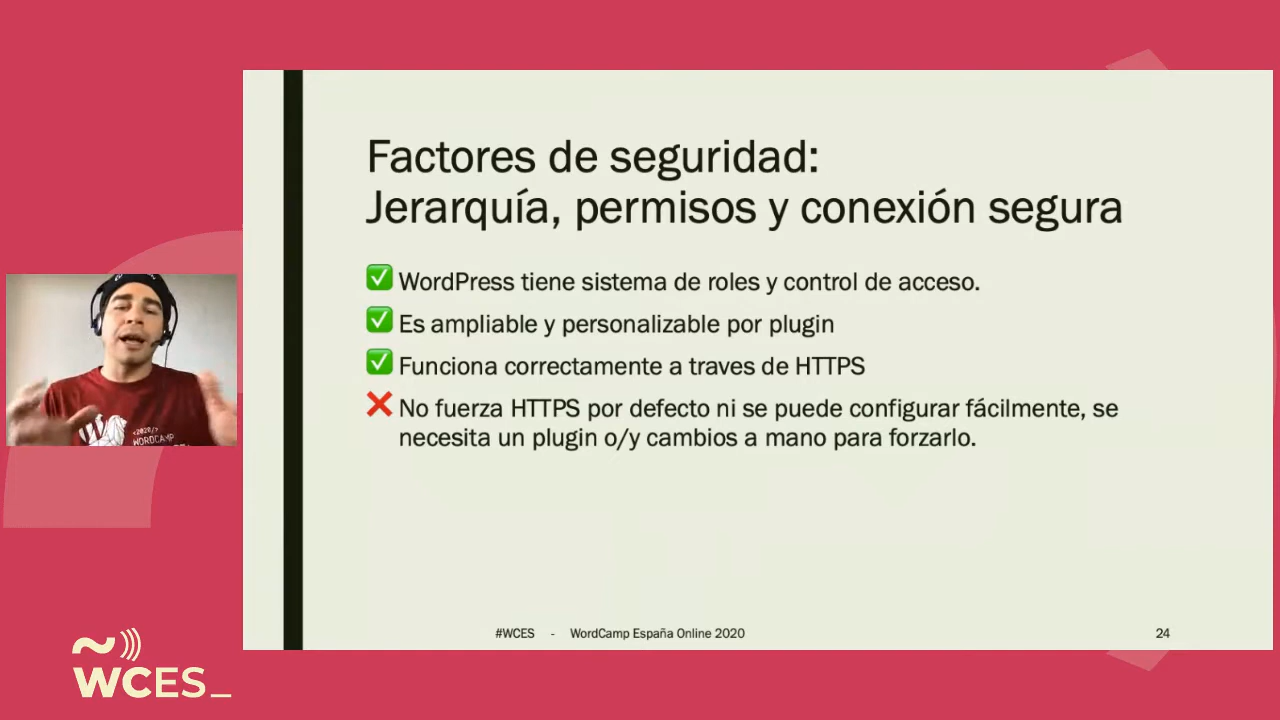 Factores de seguridad:
Jerarquía, permisos y conexión segura
WordPress tiene sistema de roles y control de acceso.
Es ampliable y personalizable por plugin
Funciona correctamente a traves de HTTPS
No fuerza HTTPS por defecto ni se puede configurar fácilmente, se
necesita un plugin o/y cambios a mano para forzarlo.
WORDCAMP
#WCES - WordCamp España Online 2020
24
WCES_